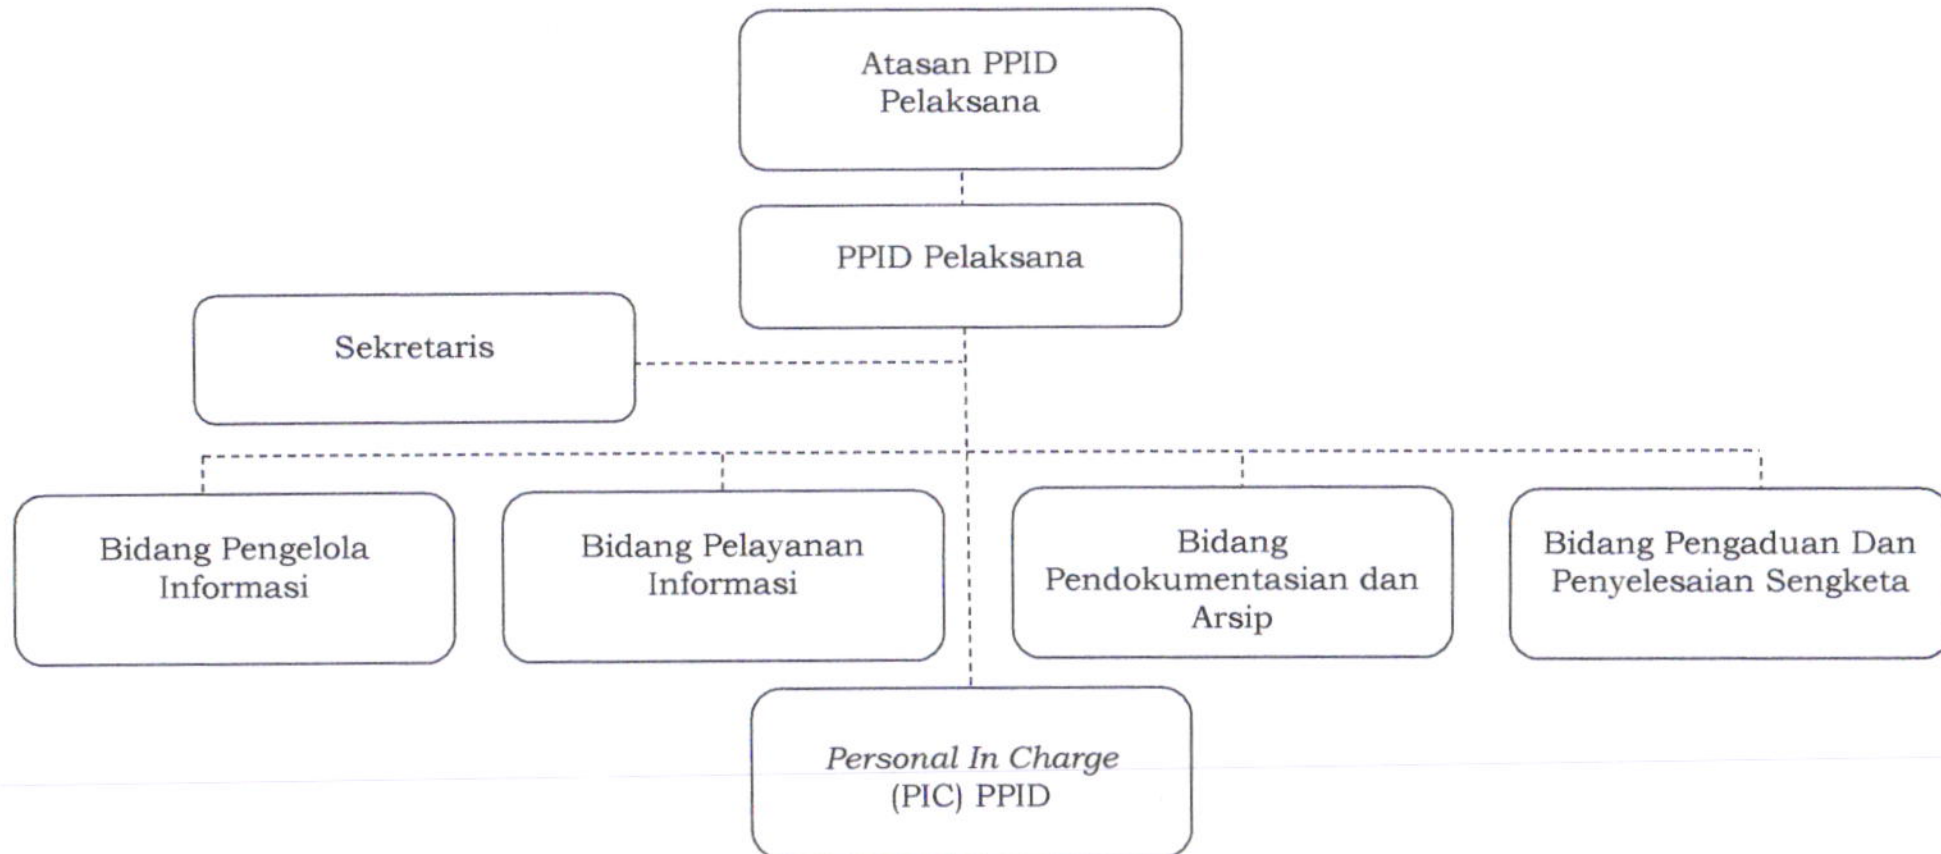 Atasan PPID
Pelaksana
PPID Pelaksana
Sekretaris
Bidang Pengelola
Informasi
Bidang Pelayanan
Informasi
Bidang
Pendokumentasian dan
Arsip
Bidang Pengaduan Dan
Penyelesaian Sengketa
Personal In Charge
(PIC) PPID